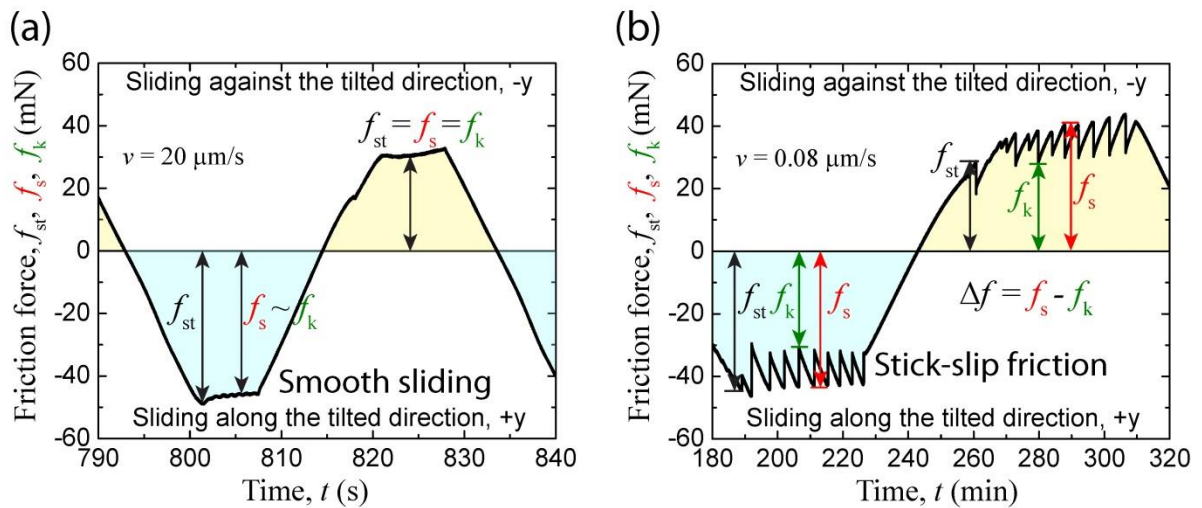 (a)
Friction force, fst, fs, fk (mN)
60
40
20
0
-20
-40
-60
Sliding against the tilted direction, -y
v = 20 μm/s
fst = fs = fk
fst
fs ~ fk
Smooth sliding
Sliding along the tilted direction, +y
790 800 810 820 830 840
Time, t (s)
(b)
Friction force, fst, fs, fk (mN)
60
40
20
0
-20
-40
-60
Sliding against the tilted direction, -y
v = 0.08 μm/s
fst
fk
fs
fst
fk
fs
Δf = fs - fk
Stick-slip friction
Sliding along the tilted direction, +y
180 200 220 240 260 280 300 320
Time, t (min)